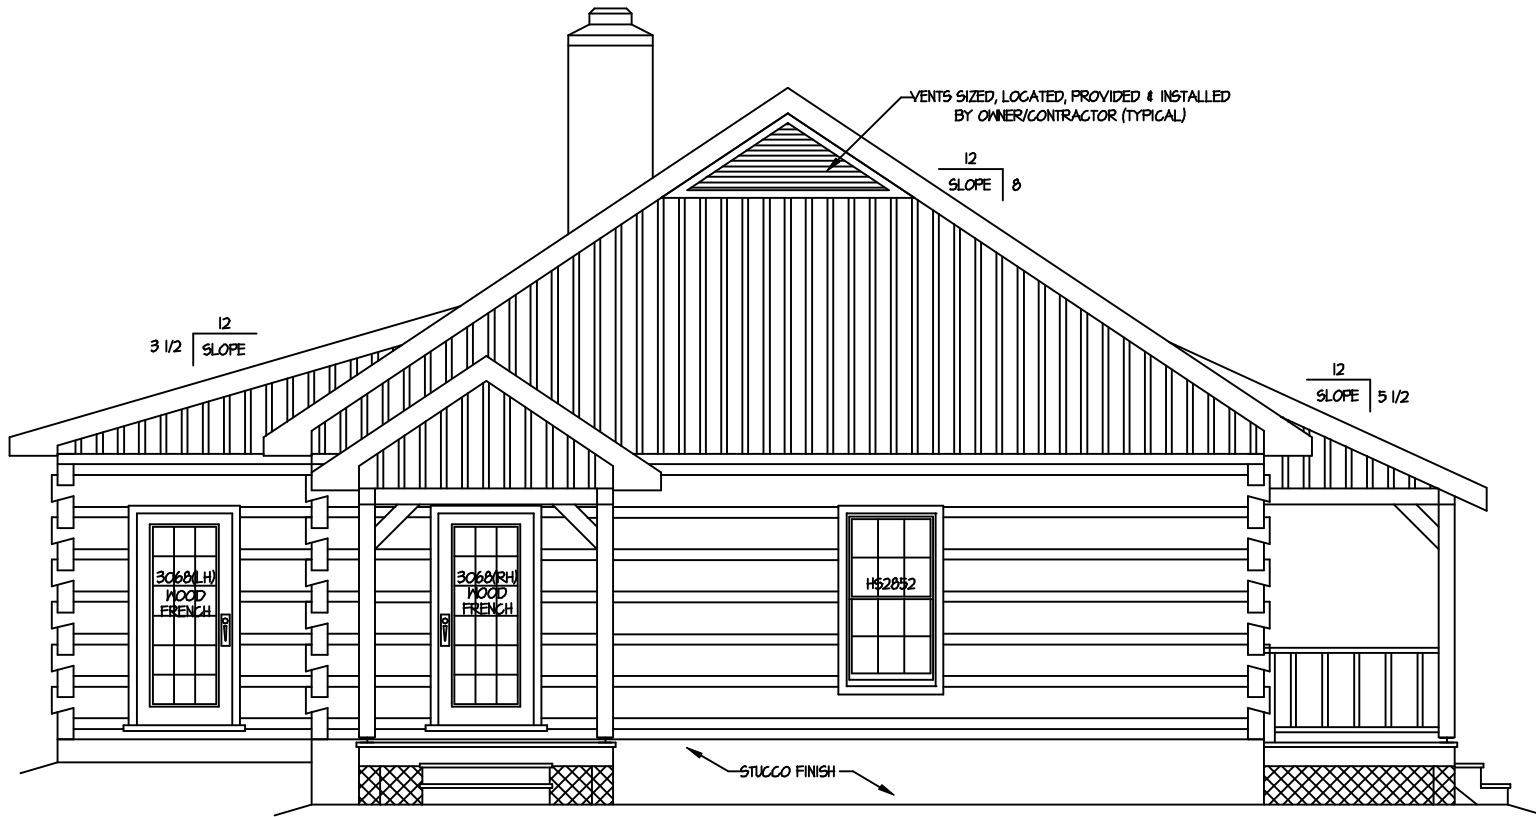 VENTS SIZED, LOCATED, PROVIDED & INSTALLED
BY OWNER/CONTRACTOR (TYPICAL)
12
SLOPE 8
12
3 1/2 SLOPE
12
SLOPE 5 1/2
3068(LH)
WOOD
FRENCH
3068(RH)
WOOD
FRENCH
HS2852
STUCCO FINISH